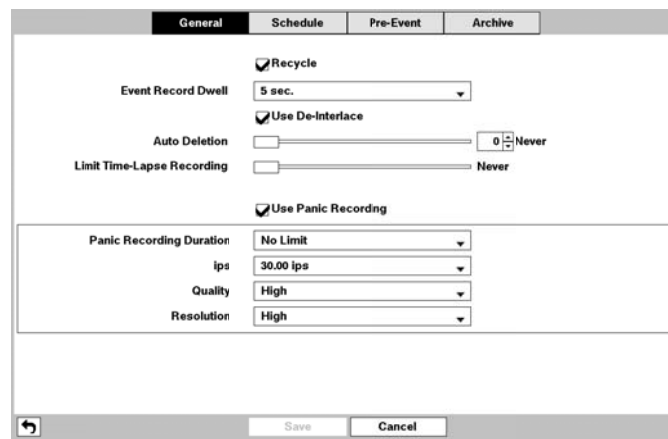 General Schedule Pre-Event Archive
Recycle
Event Record Dwell 5 sec.
Use De-Interlace
Auto Deletion 0 Never
Limit Time-Lapse Recording Never
Use Panic Recording
Panic Recording Duration No Limit
ips 30.00 ips
Quality High
Resolution High
Save Cancel